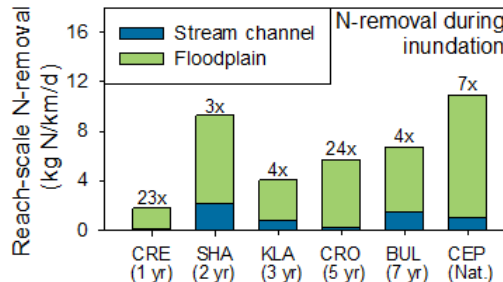 Reach-scale N-removal
(kg N/km/d)
16
12
8
4
0
Stream channel
Floodplain
N-removal during
inundation
23x
3x
4x
24x
4x
7x
CRE SHA KLA CRO BUL CEP
(1 yr) (2 yr) (3 yr) (5 yr) (7 yr) (Nat.)